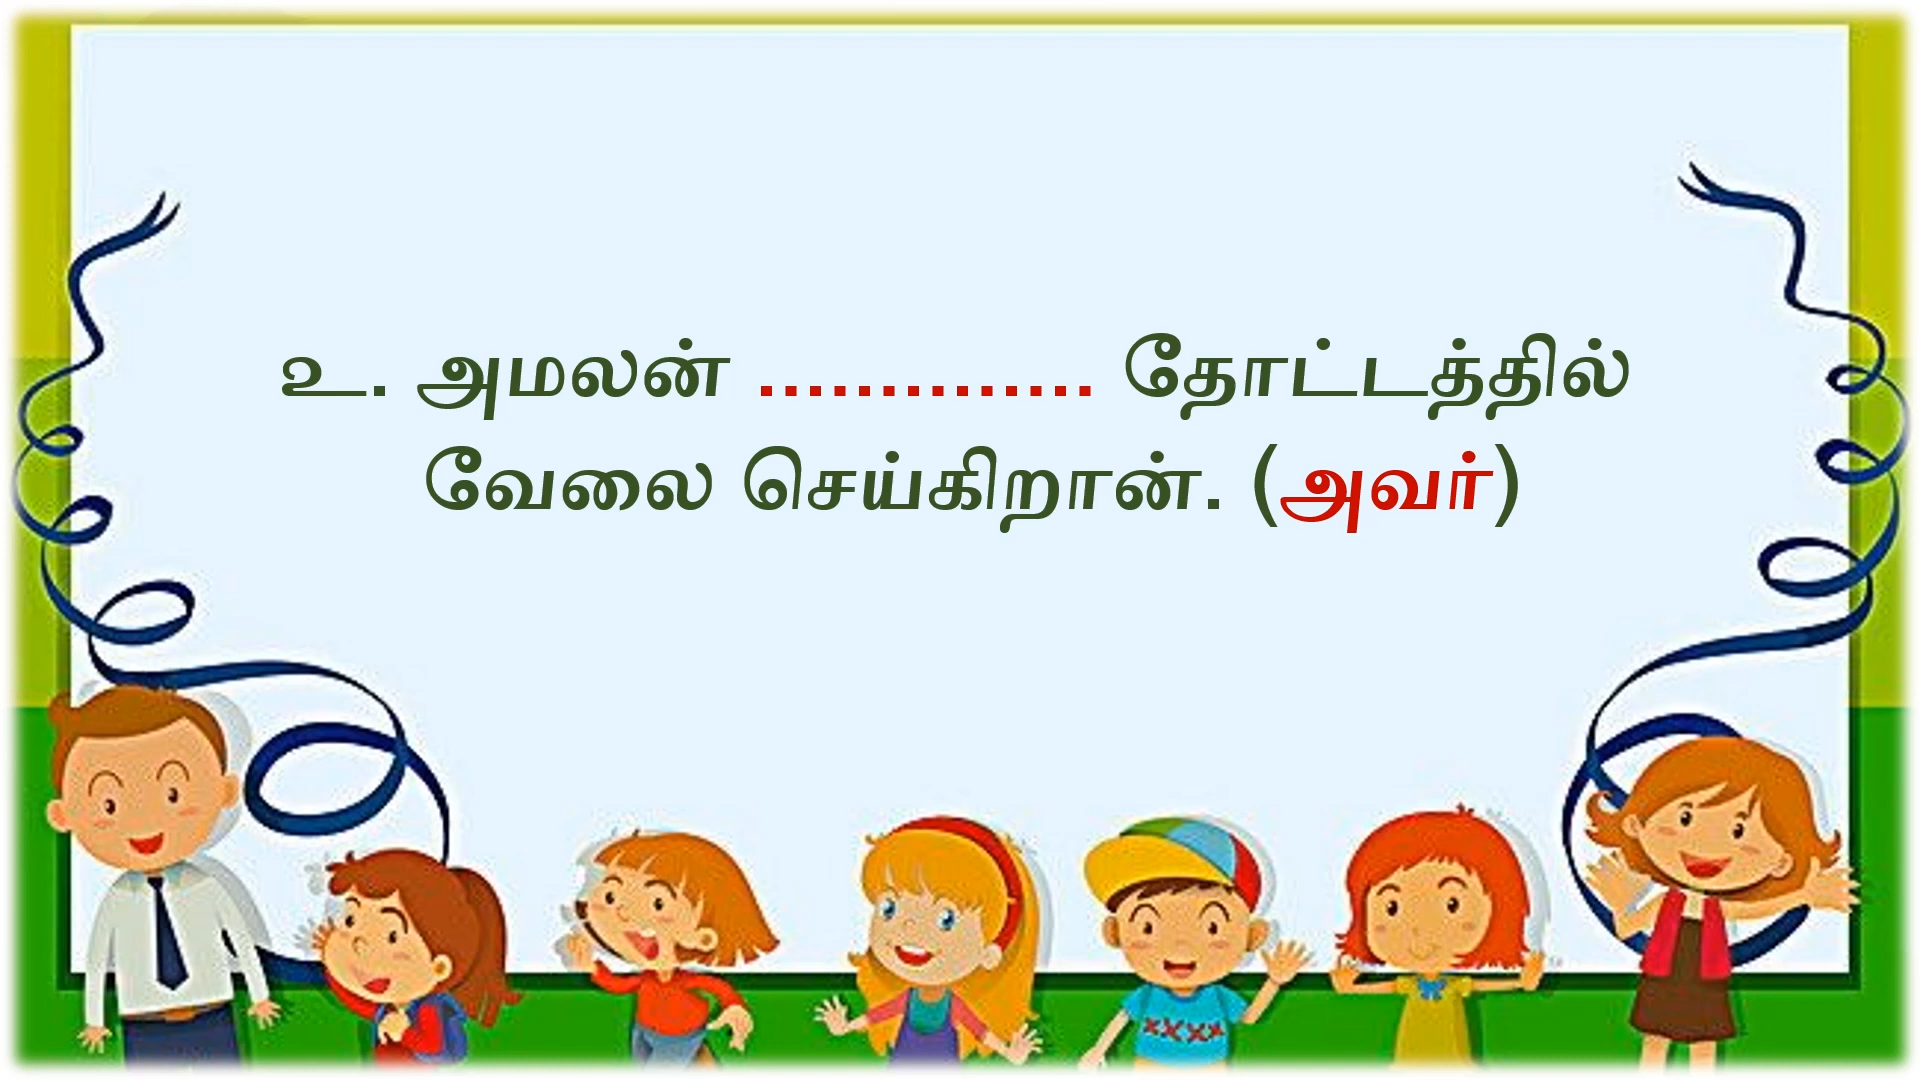 உ. அமலன் .............. தோட்டத்தில்
வேலை செய்கிறான். (அவர்)